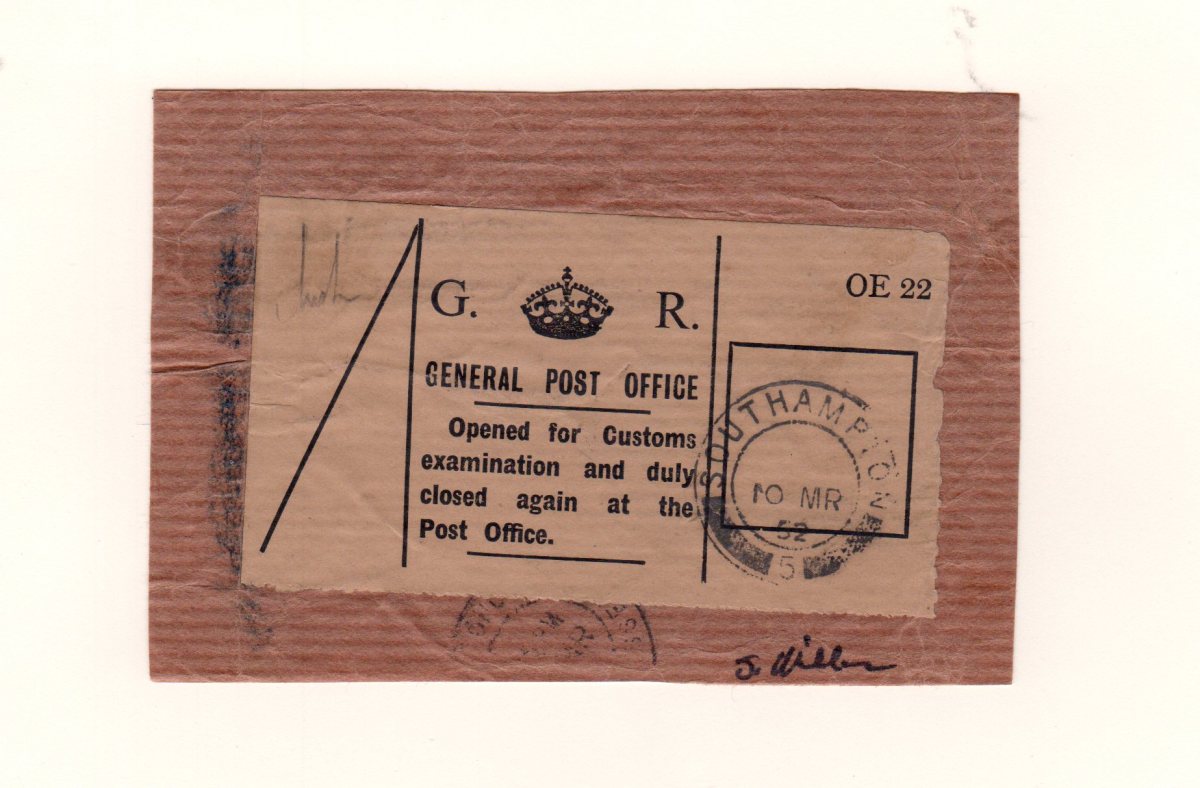 G. R.
OE 22
GENERAL POST OFFICE
Opened for Customs
examination and duly
closed again at the
Post Office.
SOUTHAMPTON
10 MR
52
5